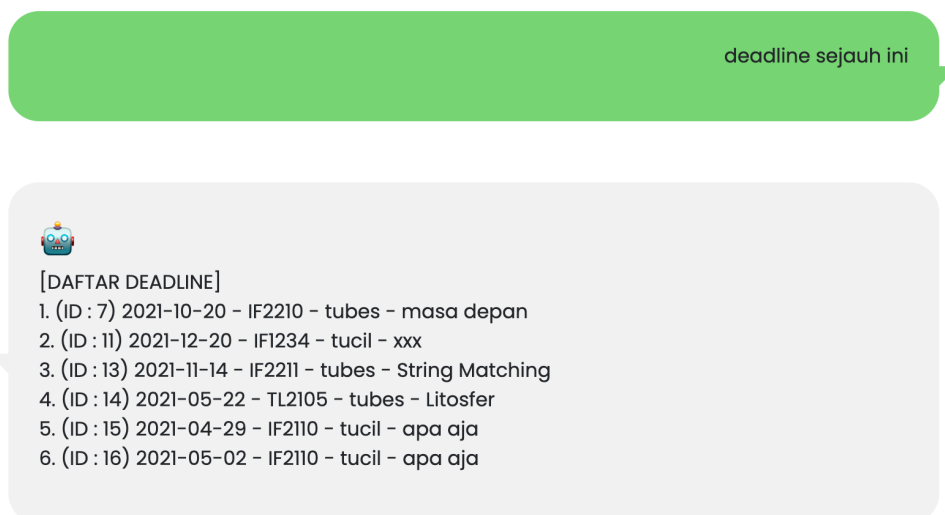 deadline sejauh ini
[DAFTAR DEADLINE]
1. (ID : 7) 2021-10-20 - IF2210 - tubes - masa depan
2. (ID : 11) 2021-12-20 - IF1234 - tucil - xxx
3. (ID : 13) 2021-11-14 - IF2211 - tubes - String Matching
4. (ID : 14) 2021-05-22 - TL2105 - tubes - Litosfer
5. (ID : 15) 2021-04-29 - IF2110 - tucil - apa aja
6. (ID : 16) 2021-05-02 - IF2110 - tucil - apa aja